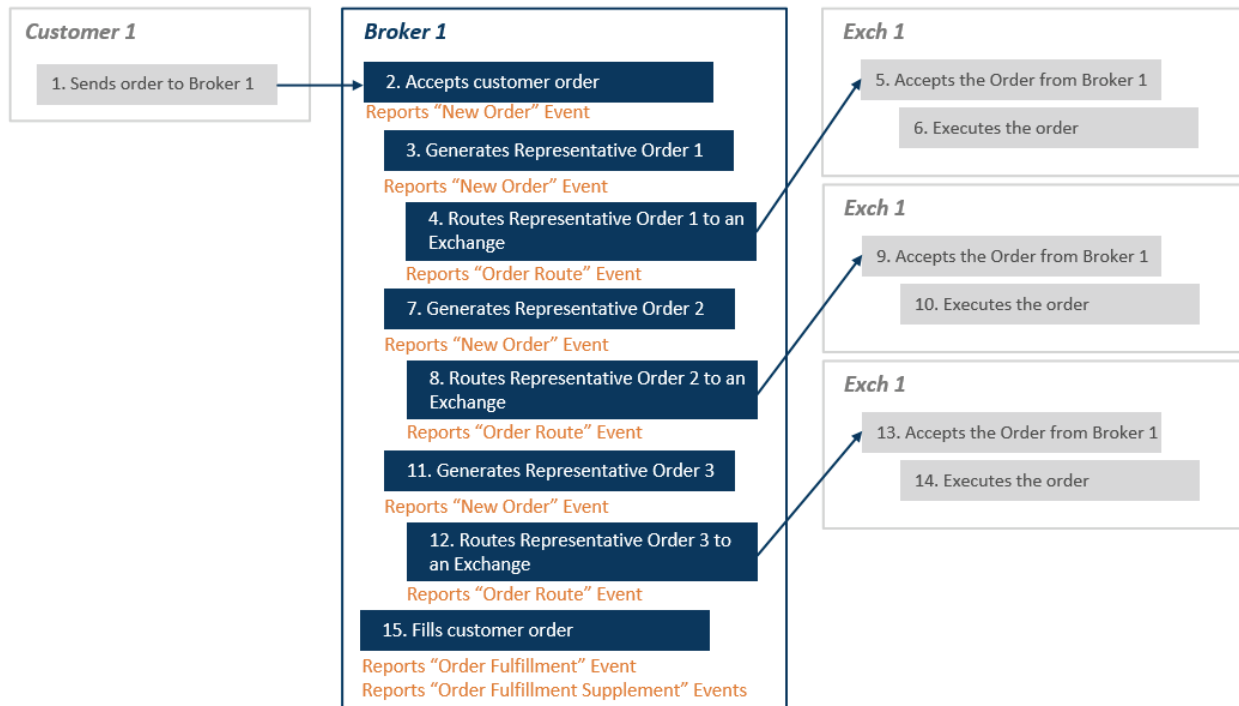 Customer 1
1. Sends order to Broker 1
Broker 1
2. Accepts customer order
Reports “New Order” Event
3. Generates Representative Order 1
Reports “New Order” Event
4. Routes Representative Order 1 to an
Exchange
Reports “Order Route” Event
7. Generates Representative Order 2
Reports “New Order” Event
8. Routes Representative Order 2 to an
Exchange
Reports “Order Route” Event
11. Generates Representative Order 3
Reports “New Order” Event
12. Routes Representative Order 3 to
an Exchange
Reports “Order Route” Event
15. Fills customer order
Reports “Order Fulfillment” Event
Reports “Order Fulfillment Supplement” Events
Exch 1
5. Accepts the Order from Broker 1
6. Executes the order
Exch 1
9. Accepts the Order from Broker 1
10. Executes the order
Exch 1
13. Accepts the Order from Broker 1
14. Executes the order